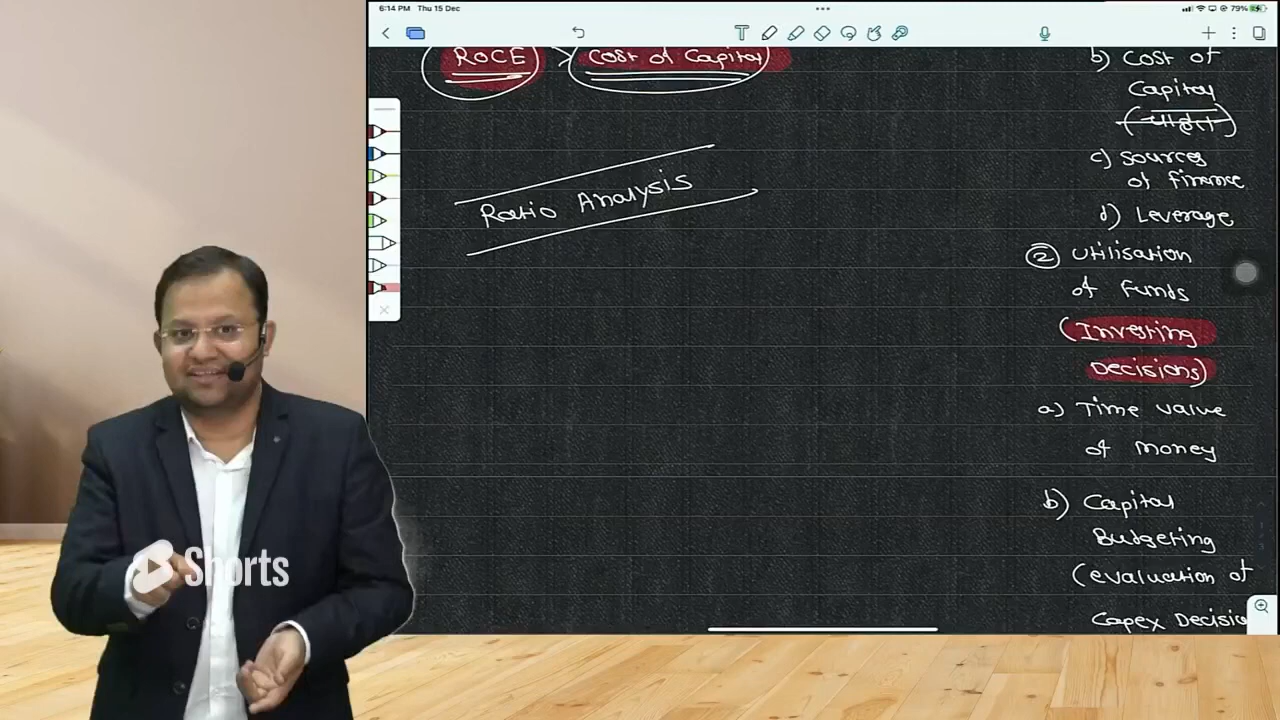 6:14 PM Thu 15 Dec
79%
T
ROCE > Cost of Capital
Ratio Analysis
b) Cost of
Capital
c) Sources
of finance
d) Leverage
② Utilisation
of Funds
(Investing
Decisions)
a) Time value
of Money
b) Capital
Budgeting
(evaluation of
Capex Decisio
Shorts